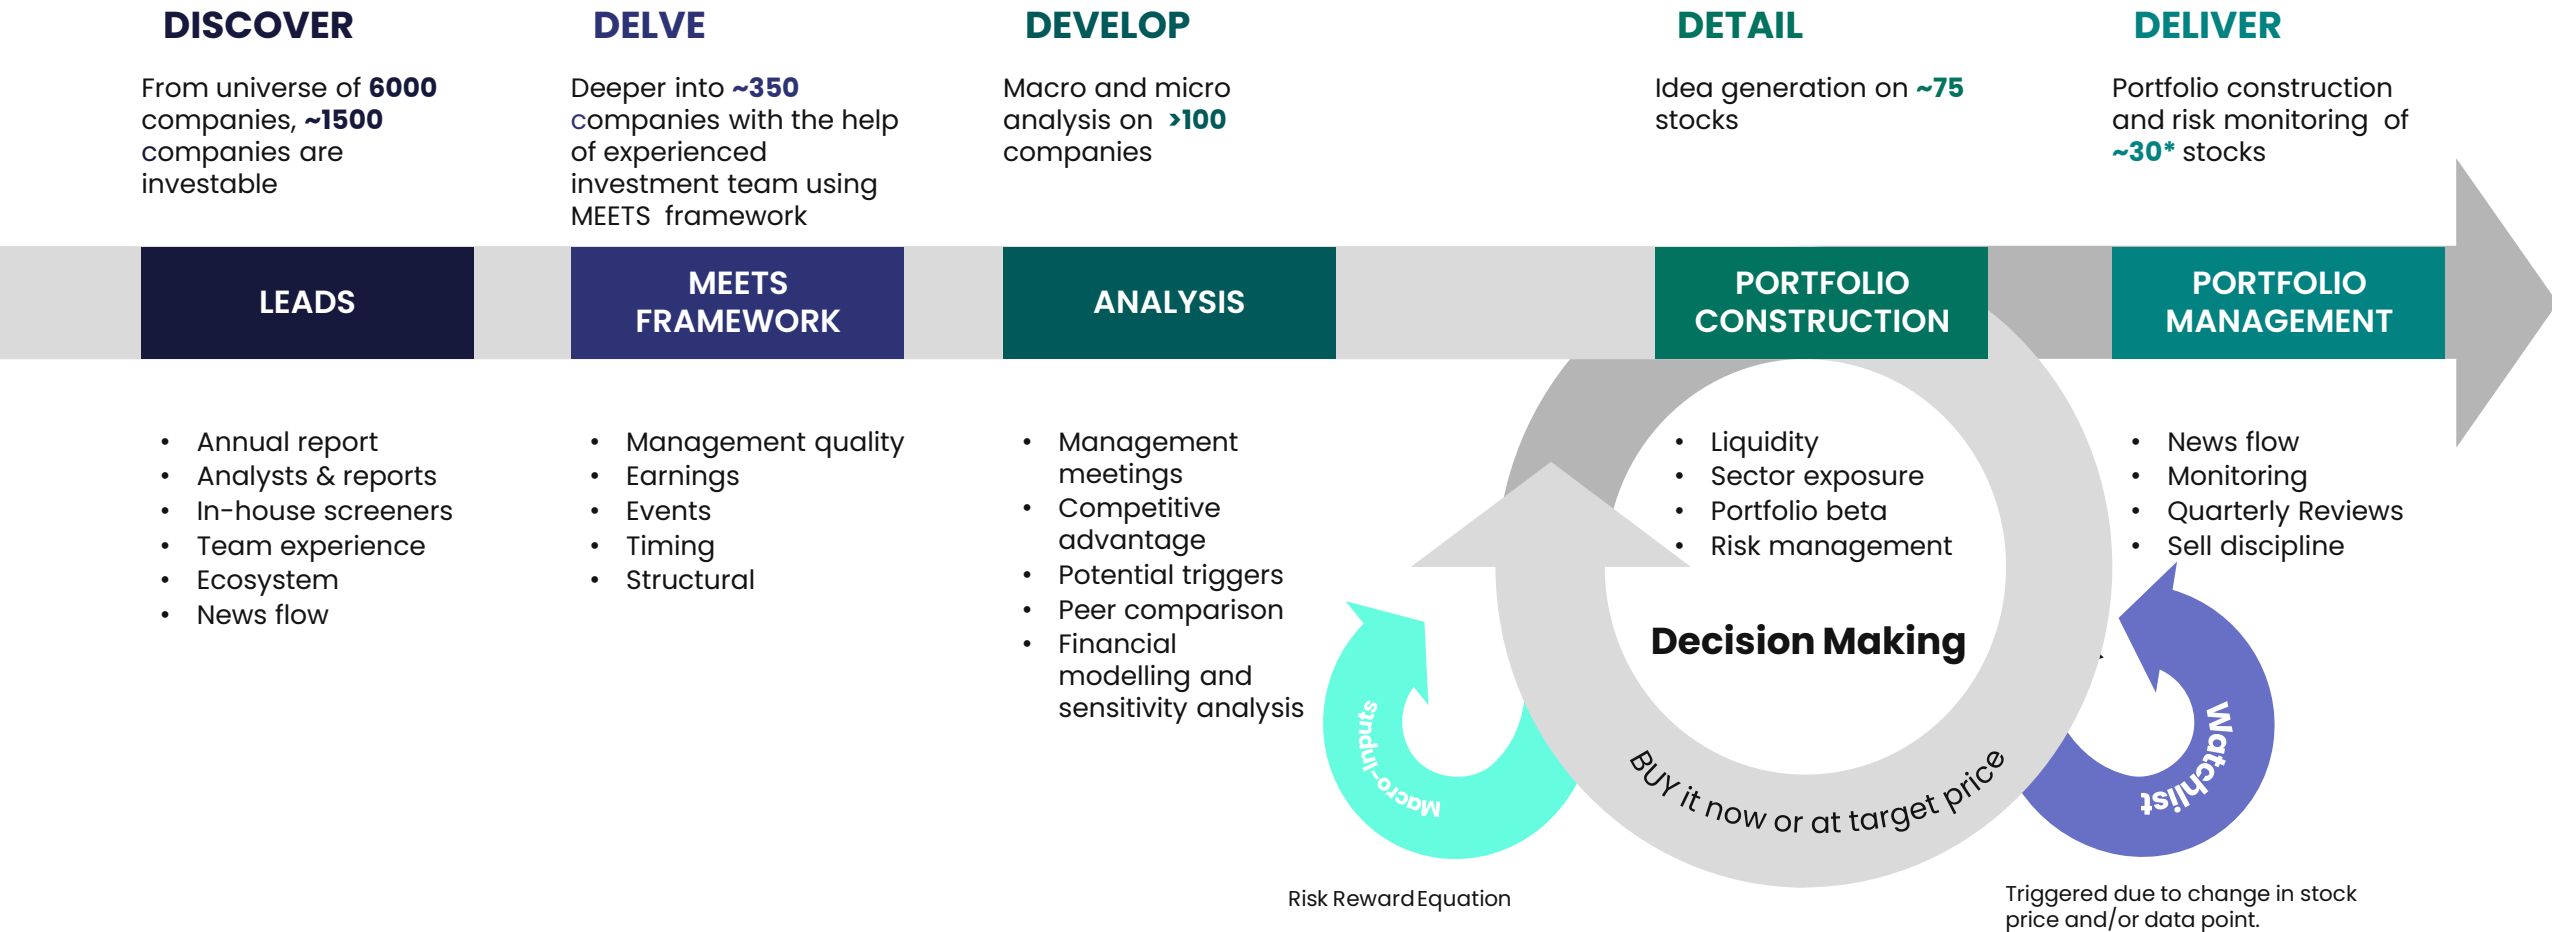 DISCOVER
From universe of 6000
companies, ~1500
companies are
investable
LEADS
• Annual report
• Analysts & reports
• In-house screeners
• Team experience
• Ecosystem
• News flow
DELVE
Deeper into ~350
companies with the help
of experienced
investment team using
MEETS framework
MEETS
FRAMEWORK
• Management quality
• Earnings
• Events
• Timing
• Structural
DEVELOP
Macro and micro
analysis on >100
companies
ANALYSIS
• Management
meetings
• Competitive
advantage
• Potential triggers
• Peer comparison
• Financial
modelling and
sensitivity analysis
Macro-Inputs
Risk Reward Equation
DETAIL
Idea generation on ~75
stocks
PORTFOLIO
CONSTRUCTION
• Liquidity
• Sector exposure
• Portfolio beta
• Risk management
Decision Making
BUY it now or at target price
DELIVER
Portfolio construction
and risk monitoring of
~30* stocks
PORTFOLIO
MANAGEMENT
• News flow
• Monitoring
• Quarterly Reviews
• Sell discipline
Watchlist
Triggered due to change in stock
price and/or data point.